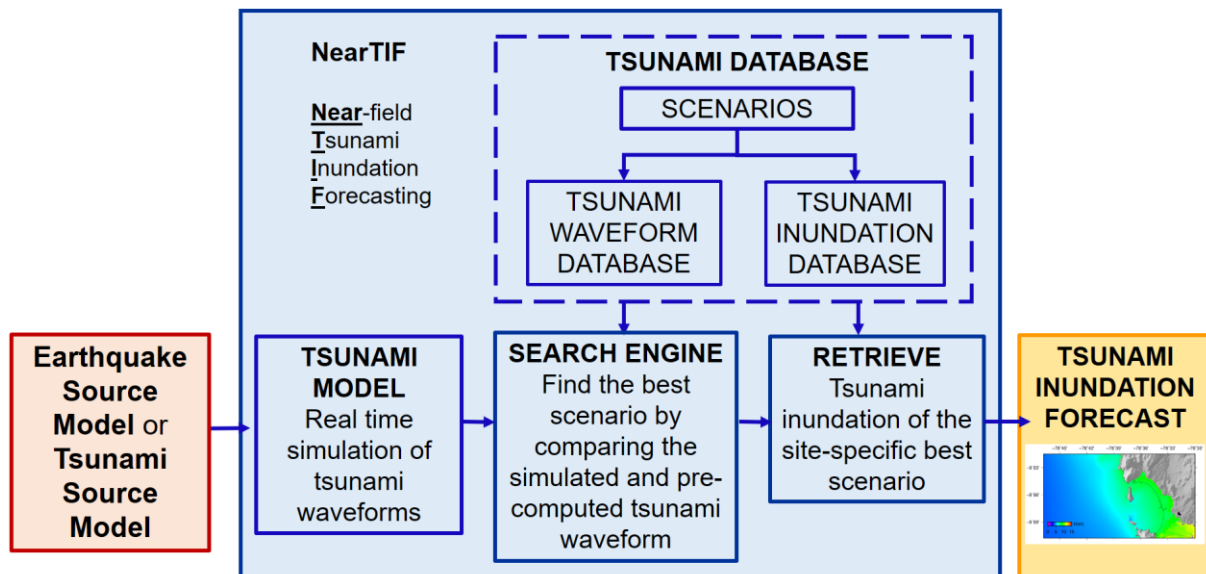 NearTIF
Near-field
Tsunami
Inundation
Forecasting
TSUNAMI DATABASE
SCENARIOS
TSUNAMI
WAVEFORM
DATABASE
TSUNAMI
INUNDATION
DATABASE
Earthquake
Source
Model or
Tsunami
Source
Model
TSUNAMI
MODEL
Real time
simulation of
tsunami
waveforms
SEARCH ENGINE
Find the best
scenario by
comparing the
simulated and pre-
computed tsunami
waveform
RETRIEVE
Tsunami
inundation of the
site-specific best
scenario
TSUNAMI
INUNDATION
FORECAST